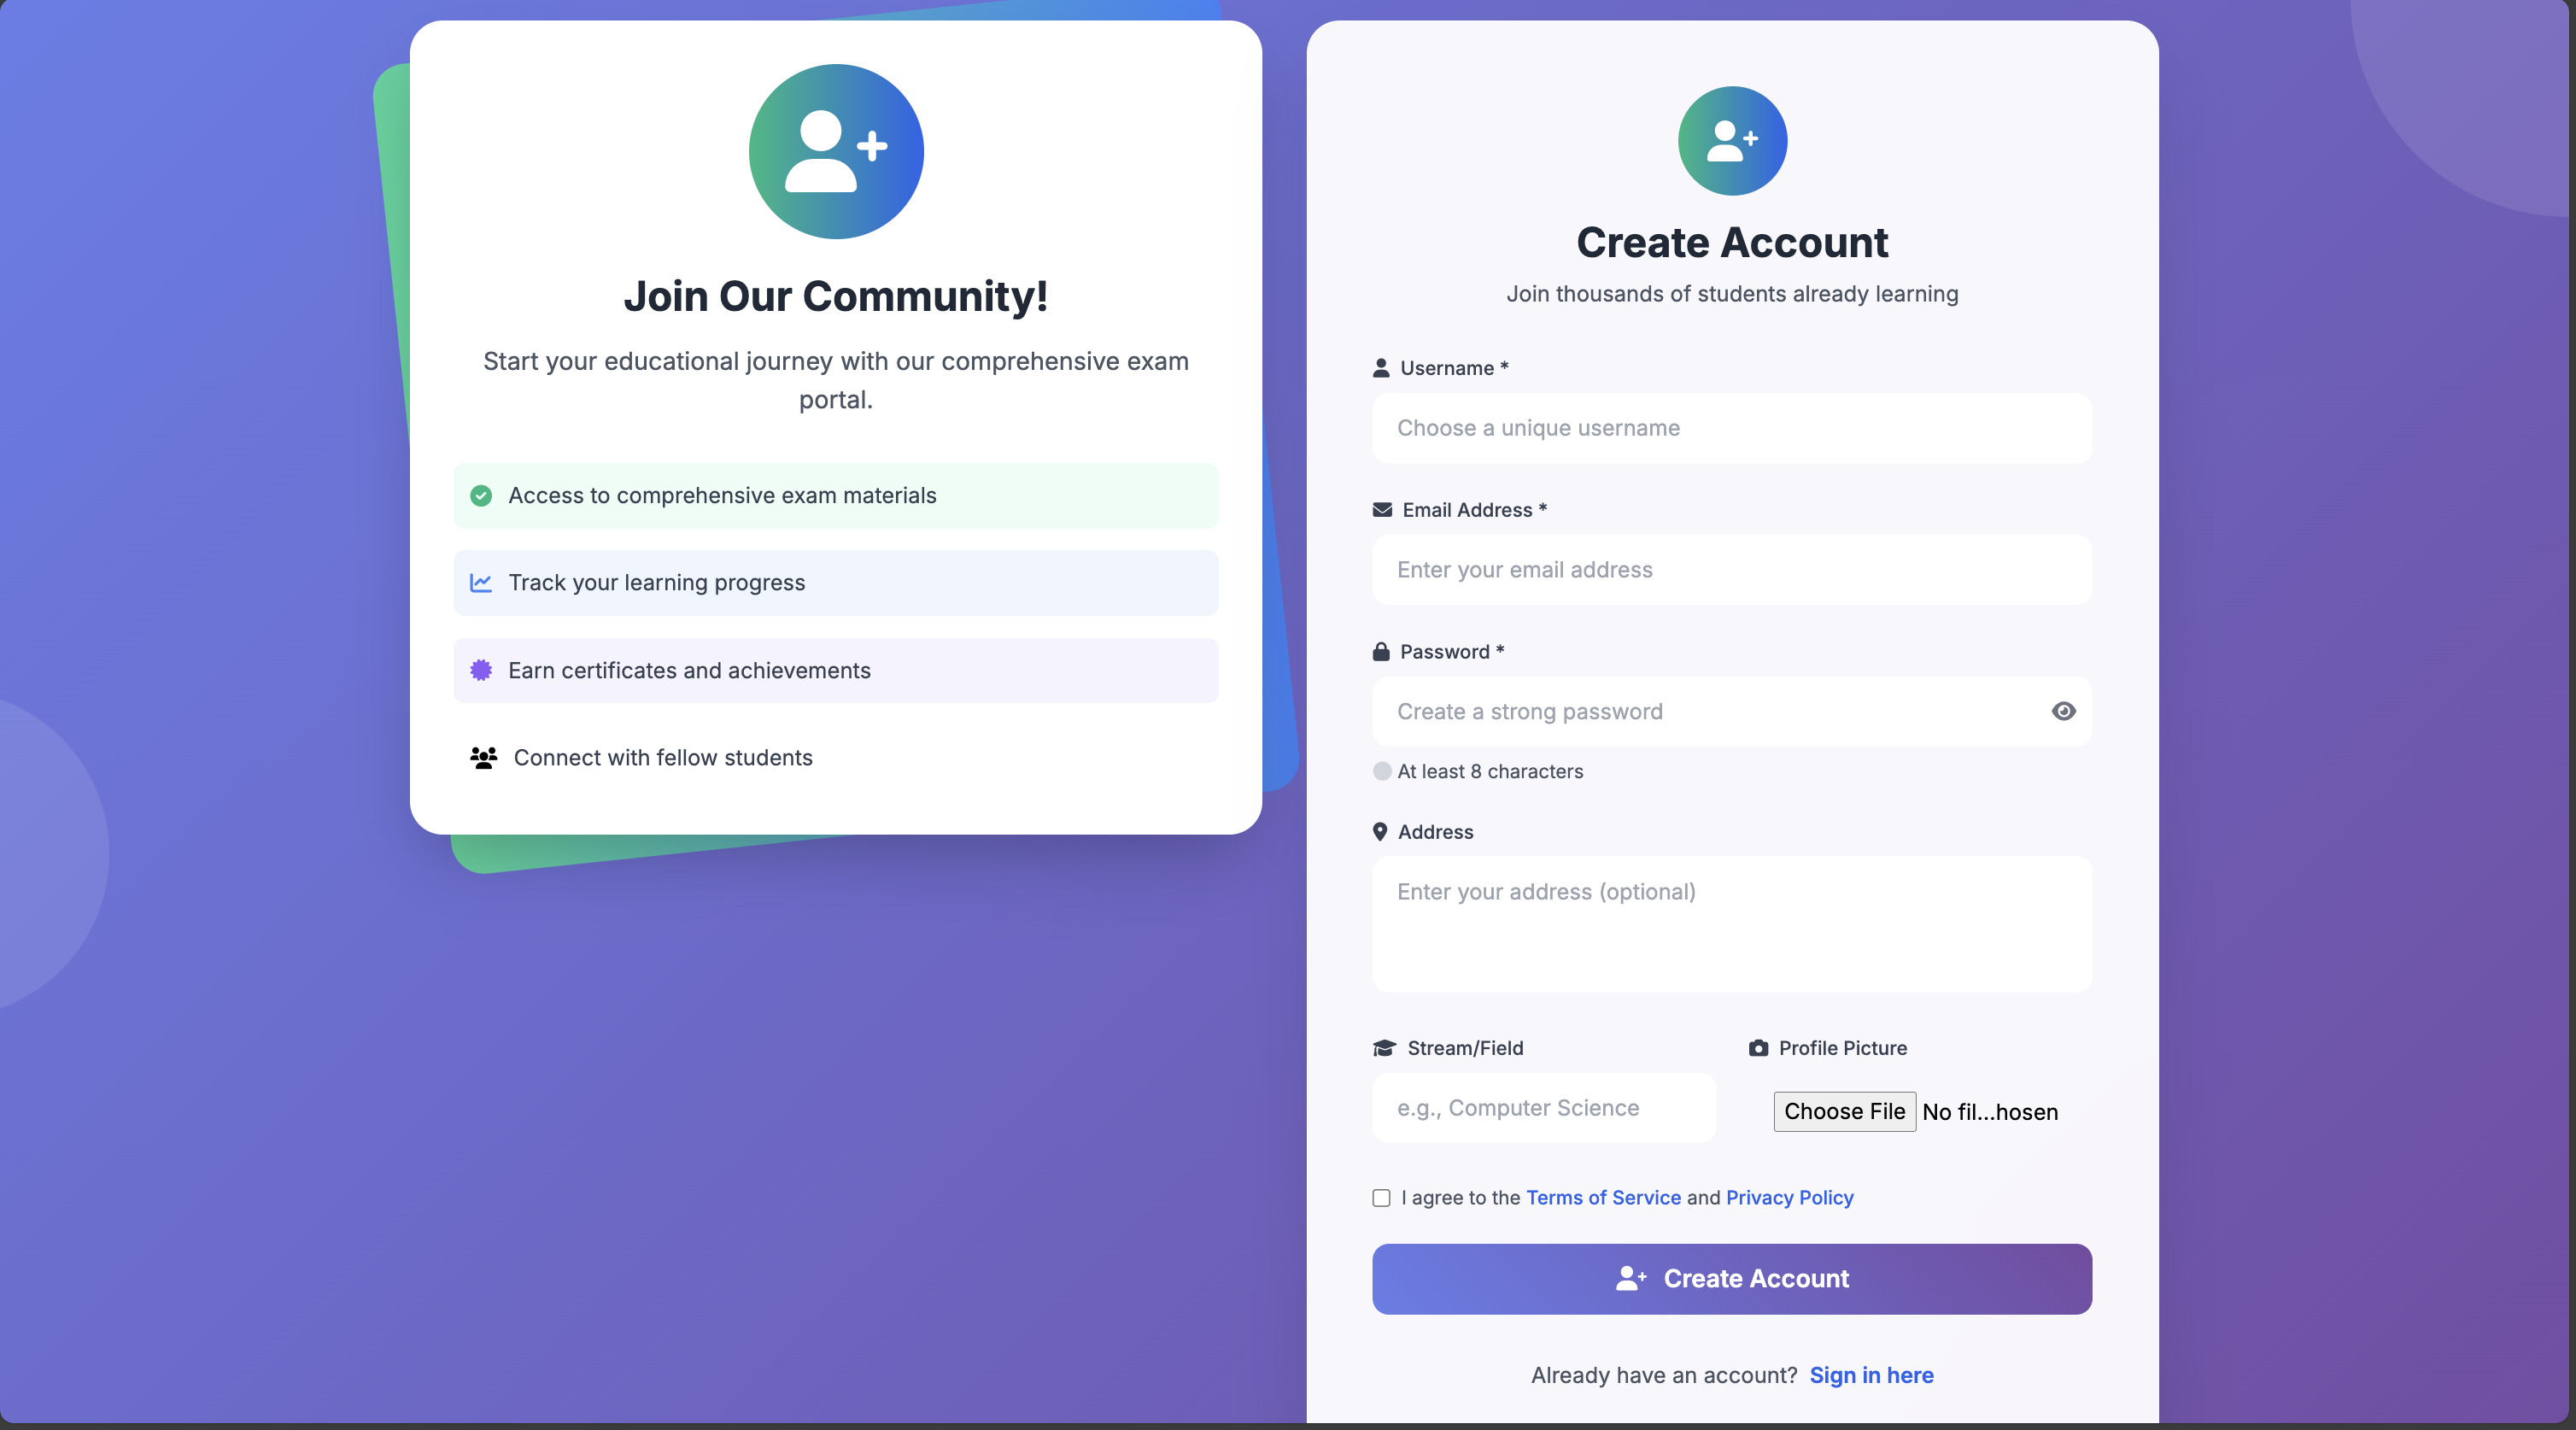 Join Our Community!
Start your educational journey with our comprehensive exam
portal.
Access to comprehensive exam materials
Track your learning progress
Earn certificates and achievements
Connect with fellow students
Create Account
Join thousands of students already learning
Username *
Choose a unique username
Email Address *
Enter your email address
Password *
Create a strong password
At least 8 characters
Address
Enter your address (optional)
Stream/Field
e.g., Computer Science
Profile Picture
Choose File No fil...hosen
I agree to the Terms of Service and Privacy Policy
Create Account
Already have an account? Sign in here